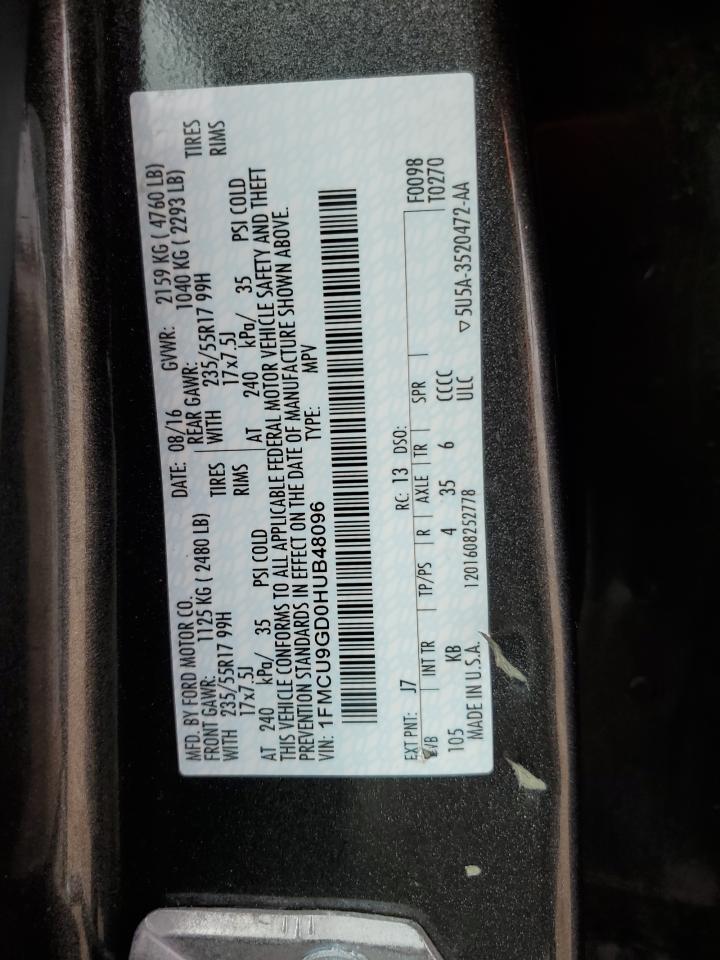 MFD. BY FORD MOTOR CO. DATE: 08/16 GVWR: 2159 KG ( 4760 LB)
FRONT GAWR: 1125 KG ( 2480 LB) REAR GAWR: 1040 KG ( 2293 LB)
WITH 235/55R17 99H TIRES WITH 235/55R17 99H TIRES
17x7.5J RIMS 17x7.5J RIMS
AT 240 kPa/ 35 PSI COLD AT 240 kPa/ 35 PSI COLD
THIS VEHICLE CONFORMS TO ALL APPLICABLE FEDERAL MOTOR VEHICLE SAFETY AND THEFT
PREVENTION STANDARDS IN EFFECT ON THE DATE OF MANUFACTURE SHOWN ABOVE.
VIN: 1FMCU9GD0HUB48096 TYPE: MPV
EXT PNT: J7 RC: 13 DSO: F0098
INT TR TP/PS R AXLE TR SPR T0270
105 KB 4 35 6 CCCC
MADE IN U.S.A. 1201608252778 ULC ▽5U5A-3520472-AA